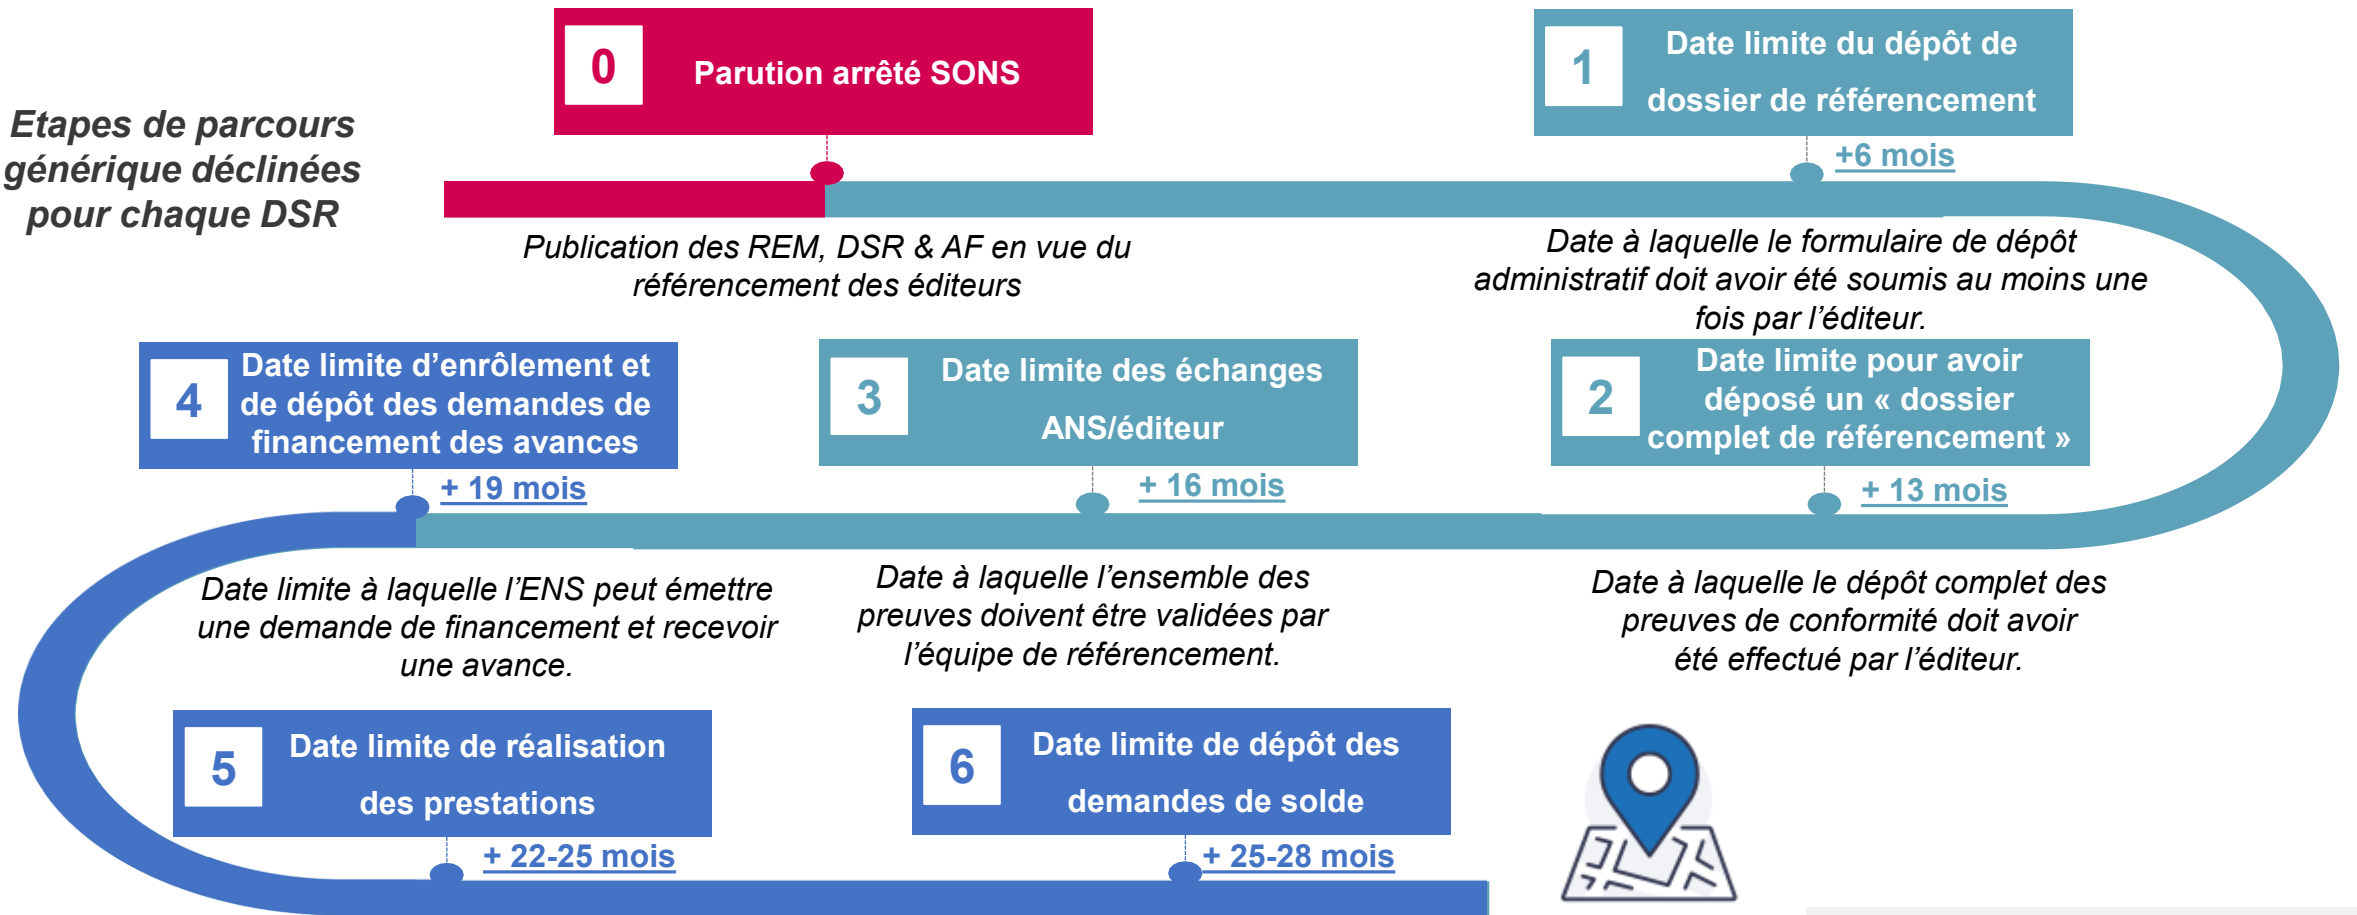 Etapes de parcours
générique déclinées
pour chaque DSR
0
Parution arrêté SONS
Publication des REM, DSR & AF en vue du
référencement des éditeurs
1
Date limite du dépôt de
dossier de référencement
+6 mois
Date à laquelle le formulaire de dépôt
administratif doit avoir été soumis au moins une
fois par l’éditeur.
2
Date limite pour avoir
déposé un « dossier
complet de référencement »
+ 13 mois
Date à laquelle le dépôt complet des
preuves de conformité doit avoir
été effectué par l’éditeur.
3
Date limite des échanges
ANS/éditeur
+ 16 mois
Date à laquelle l’ensemble des
preuves doivent être validées par
l’équipe de référencement.
4
Date limite d’enrôlement et
de dépôt des demandes de
financement des avances
+ 19 mois
Date limite à laquelle l’ENS peut émettre
une demande de financement et recevoir
une avance.
5
Date limite de réalisation
des prestations
+ 22-25 mois
6
Date limite de dépôt des
demandes de solde
+ 25-28 mois